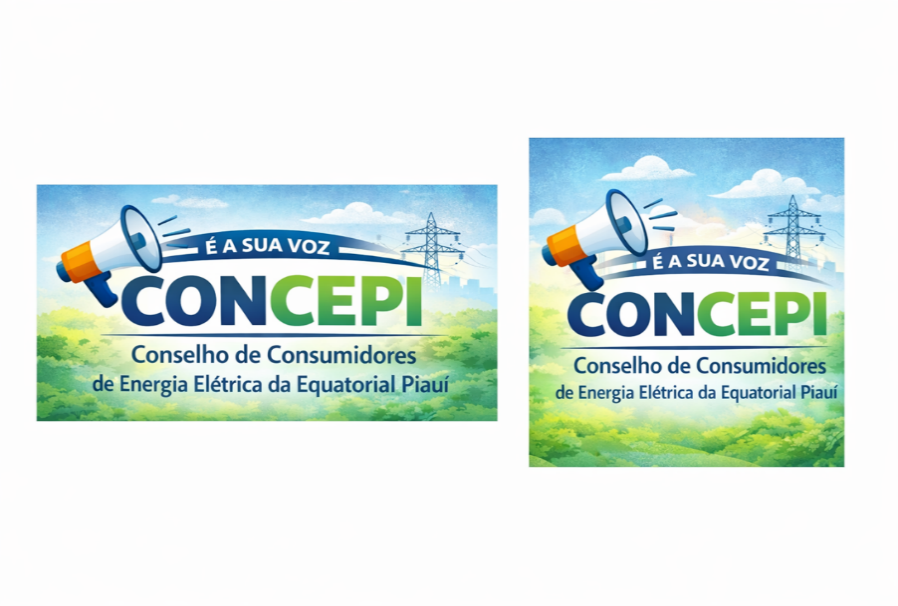 É A SUA VOZ
CONCEPI
Conselho de Consumidores
de Energia Elétrica da Equatorial Piauí
É A SUA VOZ
CONCEPI
Conselho de Consumidores
de Energia Elétrica da Equatorial Piauí